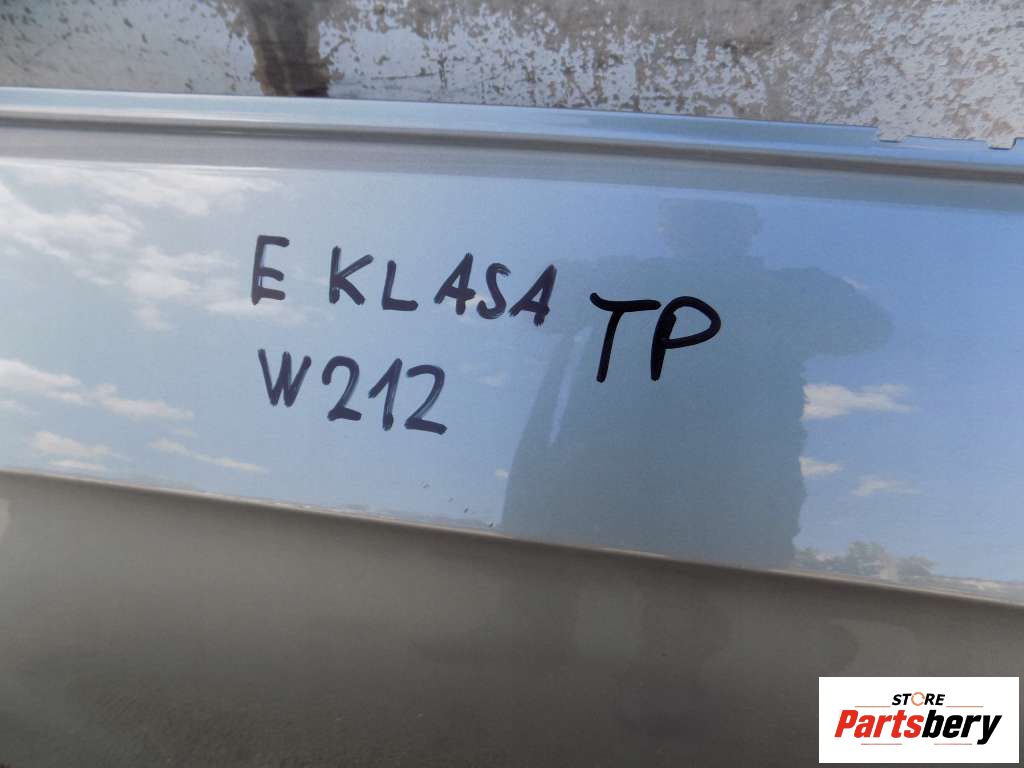 E KLASA TP
W212
STORE
Partsbery